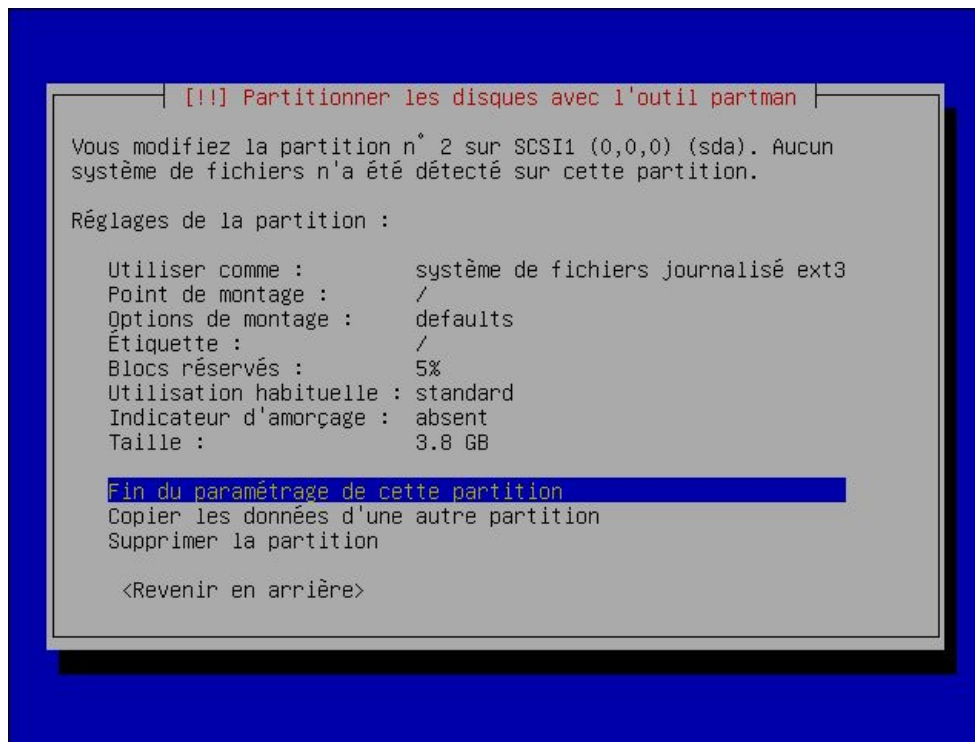 [!!] Partitionner les disques avec l'outil partman
Vous modifiez la partition n° 2 sur SCSI1 (0,0,0) (sda). Aucun
système de fichiers n'a été détecté sur cette partition.
Réglages de la partition :
Utiliser comme : système de fichiers journalisé ext3
Point de montage : /
Options de montage : defaults
Étiquette : /
Blocs réservés : 5%
Utilisation habituelle : standard
Indicateur d'amorçage : absent
Taille : 3.8 GB
Fin du paramétrage de cette partition
Copier les données d'une autre partition
Supprimer la partition
<Revenir en arrière>